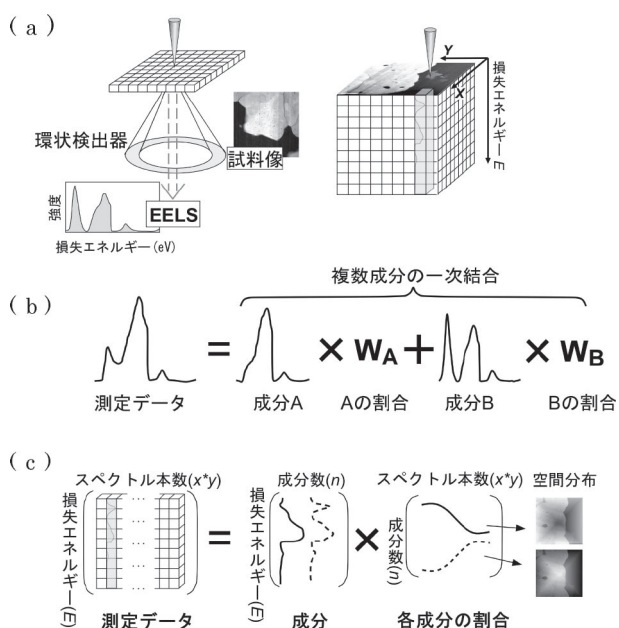 (a)
環状検出器
試料像
強度
EELS
損失エネルギー(eV)
Y
X
損失エネルギーE
(b)
複数成分の一次結合
= × WA + × WB
測定データ 成分A Aの割合 成分B Bの割合
(c)
スペクトル本数(x*y) 成分数(n) スペクトル本数(x*y) 空間分布
損失エネルギー(E)
… … …
=
損失エネルギー(E)
×
成分数(n)
測定データ 成分 各成分の割合